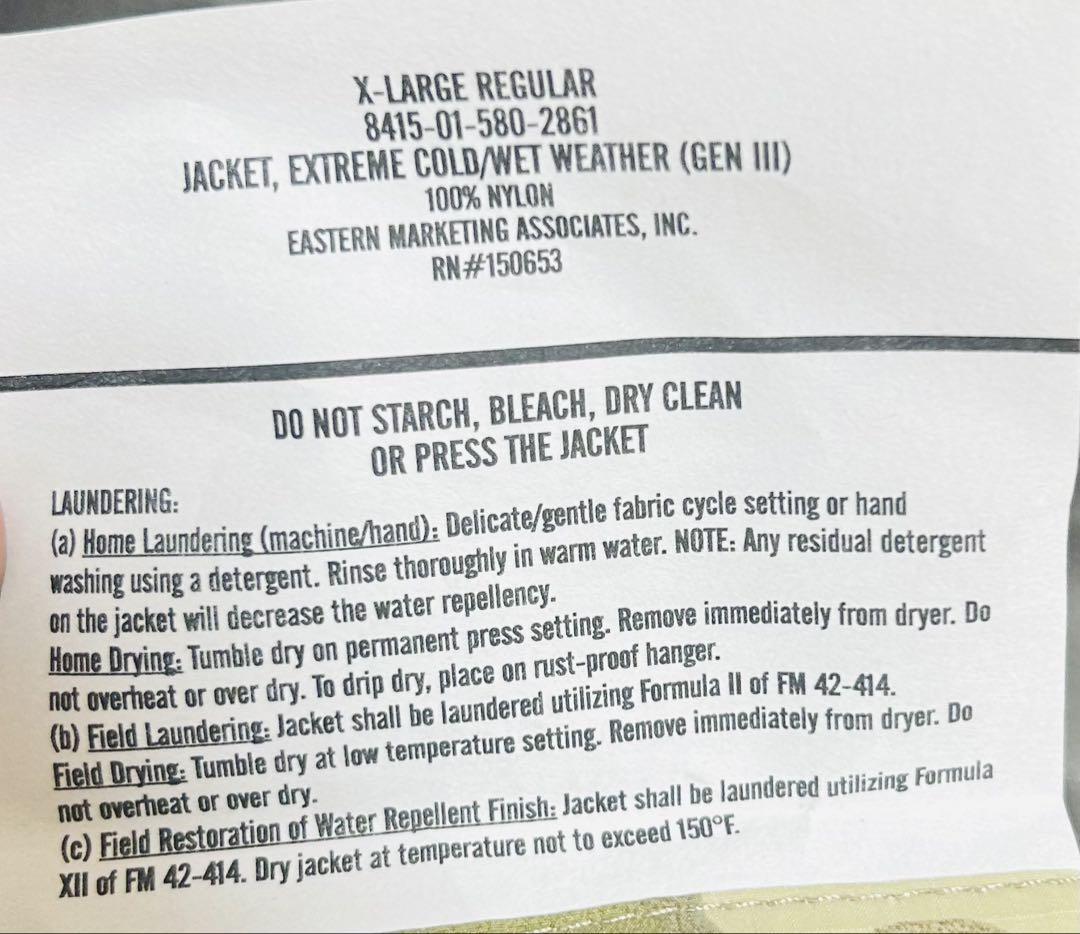 X-LARGE REGULAR
8415-01-580-2861
JACKET, EXTREME COLD/WET WEATHER (GEN III)
100% NYLON
EASTERN MARKETING ASSOCIATES, INC.
RN#150653
DO NOT STARCH, BLEACH, DRY CLEAN
OR PRESS THE JACKET
LAUNDERING:
(a) Home Laundering (machine/hand): Delicate/gentle fabric cycle setting or hand
washing using a detergent. Rinse thoroughly in warm water. NOTE: Any residual detergent
on the jacket will decrease the water repellency.
Home Drying: Tumble dry on permanent press setting. Remove immediately from dryer. Do
not overheat or over dry. To drip dry, place on rust-proof hanger.
(b) Field Laundering: Jacket shall be laundered utilizing Formula II of FM 42-414.
Field Drying: Tumble dry at low temperature setting. Remove immediately from dryer. Do
not overheat or over dry.
(c) Field Restoration of Water Repellent Finish: Jacket shall be laundered utilizing Formula
XII of FM 42-414. Dry jacket at temperature not to exceed 150°F.